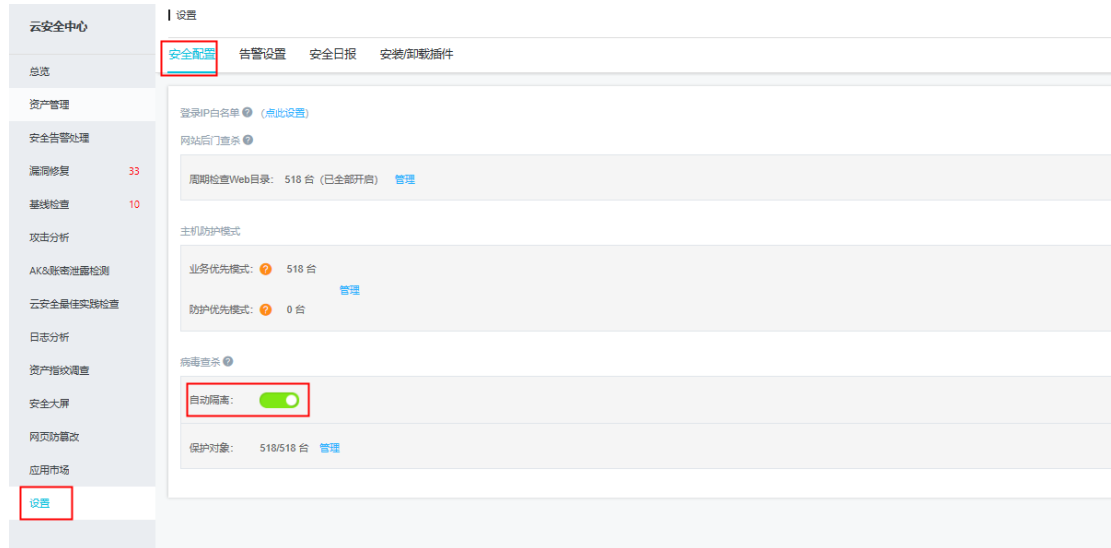 云安全中心
总览
资产管理
安全告警处理
漏洞修复 33
基线检查 10
攻击分析
AK&账密泄露检测
云安全最佳实践检查
日志分析
资产指纹调查
安全大屏
网页防篡改
应用市场
设置
设置
安全配置 告警设置 安全日报 安装/卸载插件
登录IP白名单 ? (点此设置)
网站后门查杀 ?
周期检查Web目录: 518 台 (已全部开启) 管理
主机防护模式
业务优先模式: ? 518 台
管理
防护优先模式: ? 0 台
病毒查杀 ?
自动隔离:
保护对象: 518/518 台 管理